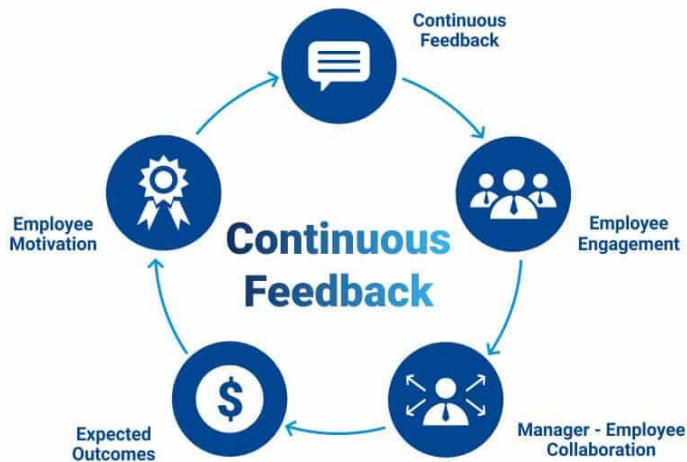 Continuous
Feedback
Employee
Engagement
Manager - Employee
Collaboration
Expected
Outcomes
Employee
Motivation
Continuous
Feedback
$